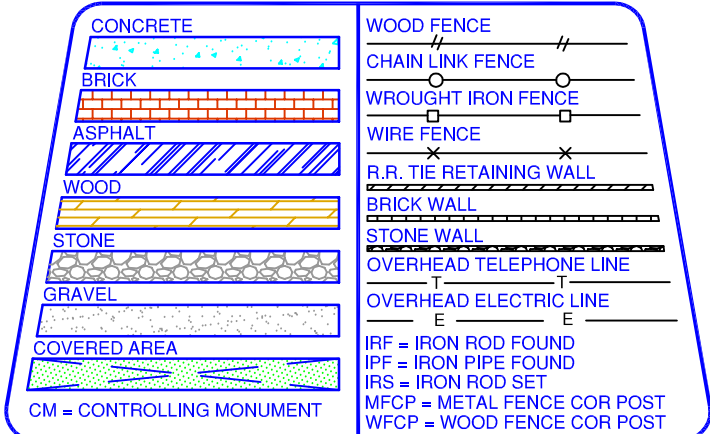 CONCRETE
BRICK
ASPHALT
WOOD
STONE
GRAVEL
COVERED AREA
CM = CONTROLLING MONUMENT
WOOD FENCE
CHAIN LINK FENCE
WROUGHT IRON FENCE
WIRE FENCE
R.R. TIE RETAINING WALL
BRICK WALL
STONE WALL
OVERHEAD TELEPHONE LINE
T T
OVERHEAD ELECTRIC LINE
E E
IRF = IRON ROD FOUND
IPF = IRON PIPE FOUND
IRS = IRON ROD SET
MFCP = METAL FENCE COR POST
WFCP = WOOD FENCE COR POST